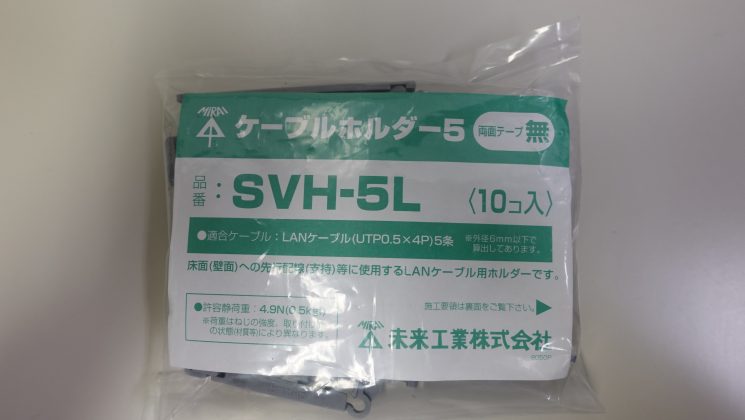 MIRAI
ケーブルホルダー5
両面テープ 無
品番：SVH-5L 〈10コ入〉
●適合ケーブル：LANケーブル(UTP0.5×4P)5条
※外径6mm以下で
算出してあります。
床面(壁面)への先行配線(支持)等に使用するLANケーブル用ホルダーです。
●許容静荷重：4.9N(0.5kgf)
※荷重はねじの強度、取り付け
の状態(材質等)により異なります
施工要領は裏面をご覧下さい。
MIRAI
未来工業株式会社